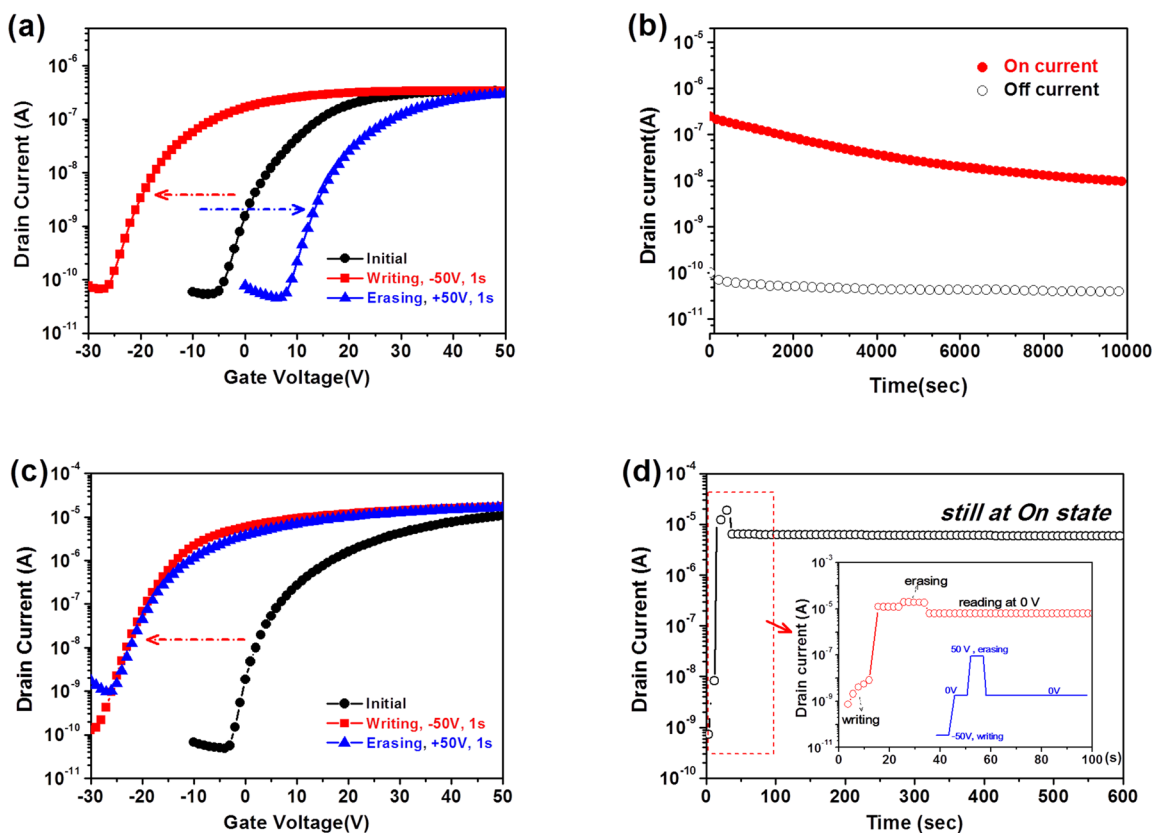 (a)
Drain Current (A)
10-6
10-7
10-8
10-9
10-10
10-11
-30 -20 -10 0 10 20 30 40 50
Gate Voltage(V)
Initial
Writing, -50V, 1s
Erasing, +50V, 1s
(b)
Drain current(A)
10-5
10-6
10-7
10-8
10-9
10-10
10-11
0 2000 4000 6000 8000 10000
Time(sec)
On current
Off current
(c)
Drain Current (A)
10-4
10-5
10-6
10-7
10-8
10-9
10-10
10-11
-30 -20 -10 0 10 20 30 40 50
Gate Voltage(V)
Initial
Writing, -50V, 1s
Erasing, +50V, 1s
(d)
Drain Current (A)
10-4
10-5
10-6
10-7
10-8
10-9
10-10
0 100 200 300 400 500 600
Time (sec)
still at On state
Drain current (A)
10-3
10-5
10-7
10-9
10-11
0 20 40 60 80 100 (s)
erasing
reading at 0 V
writing
50 V , erasing
0V
0V
-50V, writing